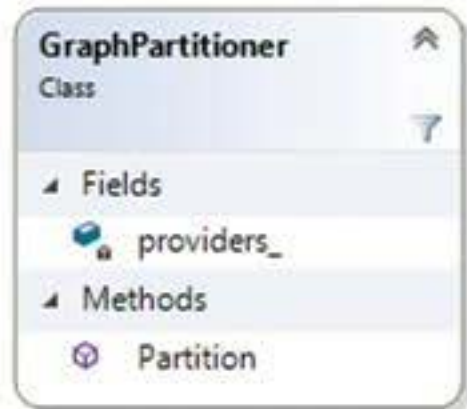 GraphPartitioner
Class
Fields
providers_
Methods
Partition